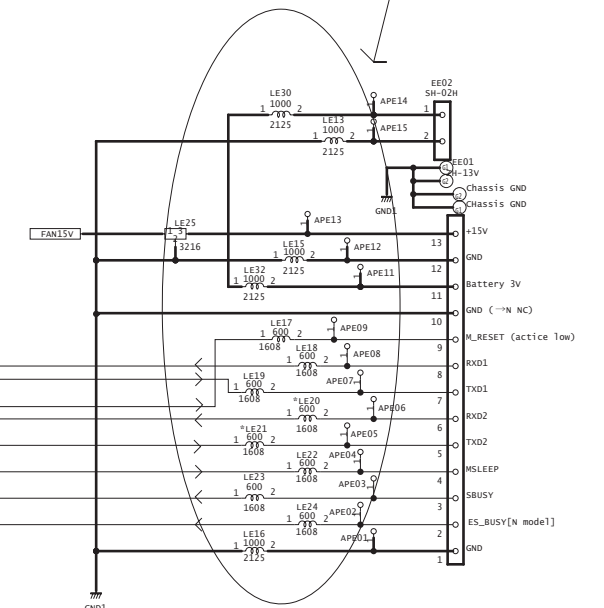 EE02
SH-02H
LE30
1 1000 2
2125
APE14
1
LE13
1 1000 2
2125
APE15
2
EE01
ZH-13V
G1
G2
Chassis GND
G2
CHassis GND
G1
GND1
FAN15V
LE25
1 3
2
3216
APE13
+15V
13
LE15
1 1000 2
2125
APE12
GND
12
LE32
1 1000 2
2125
APE11
Battery 3V
11
GND (→N NC)
10
LE17
1 600 2
1608
APE09
M_RESET (actice low)
9
LE18
1 600 2
1608
APE08
RXD1
8
LE19
1 600 2
1608
APE07
TXD1
7
*LE20
1 600 2
1608
APE06
RXD2
6
*LE21
1 600 2
1608
APE05
TXD2
5
LE22
1 600 2
1608
APE04
MSLEEP
4
LE23
1 600 2
1608
APE03
SBUSY
3
LE24
1 600 2
1608
APE02
ES_BUSY[N model]
2
LE16
1 1000 2
2125
APE01
GND
1
GND1